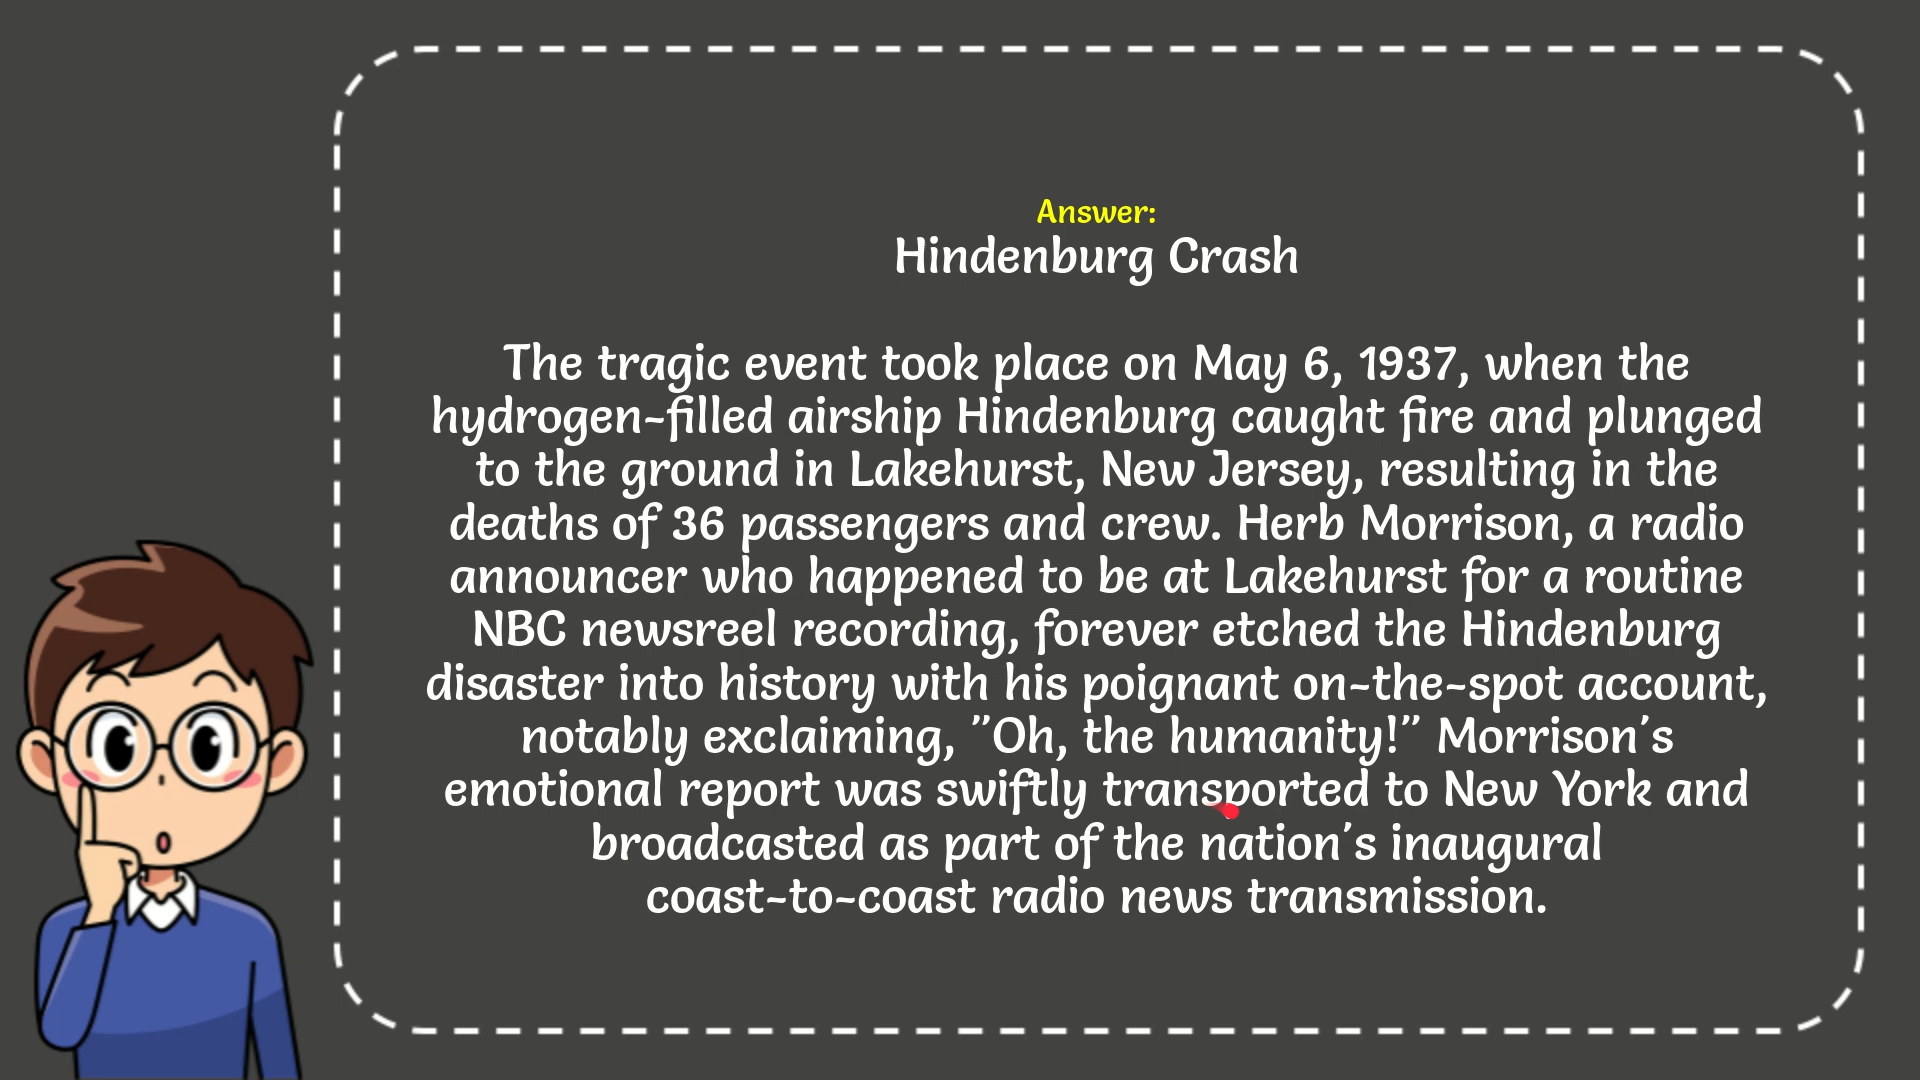 Answer:
Hindenburg Crash
The tragic event took place on May 6, 1937, when the
hydrogen-filled airship Hindenburg caught fire and plunged
to the ground in Lakehurst, New Jersey, resulting in the
deaths of 36 passengers and crew. Herb Morrison, a radio
announcer who happened to be at Lakehurst for a routine
NBC newsreel recording, forever etched the Hindenburg
disaster into history with his poignant on-the-spot account,
notably exclaiming, "Oh, the humanity!" Morrison's
emotional report was swiftly transported to New York and
broadcasted as part of the nation's inaugural
coast-to-coast radio news transmission.